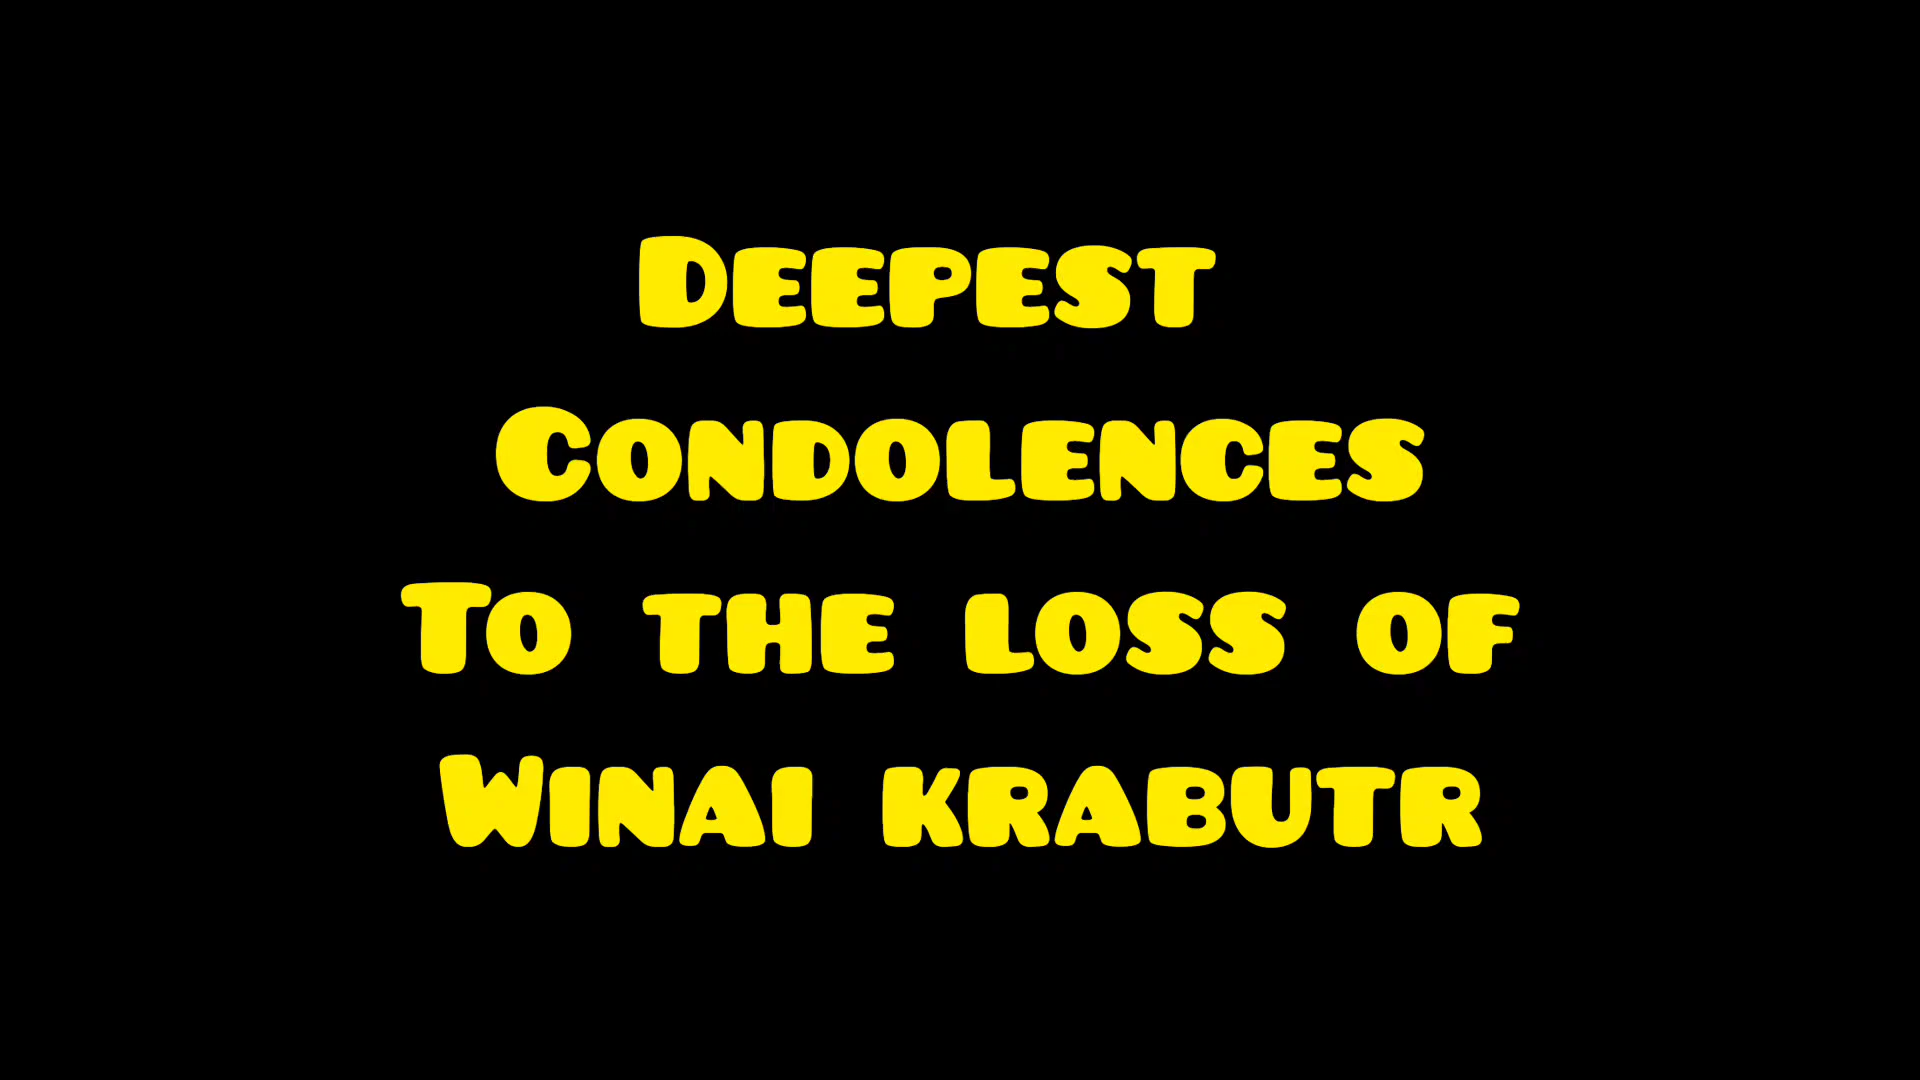 Deepest
Condolences
To the loss of
Winai krabutr